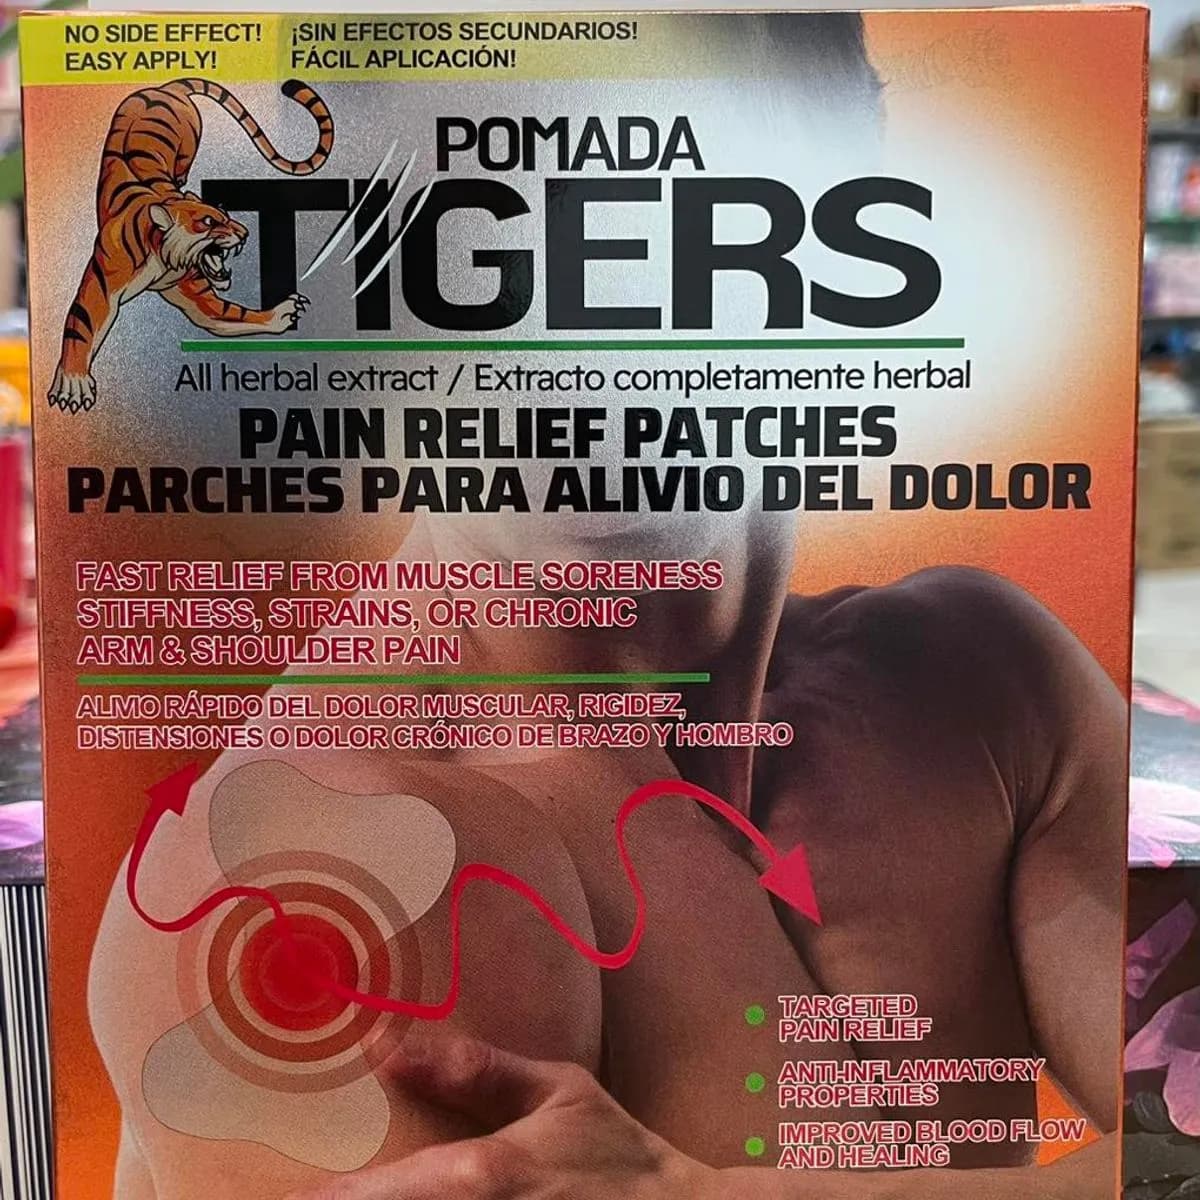 NO SIDE EFFECT! ¡SIN EFECTOS SECUNDARIOS!
EASY APPLY! FÁCIL APLICACIÓN!
POMADA
TIGERS
All herbal extract / Extracto completamente herbal
PAIN RELIEF PATCHES
PARCHES PARA ALIVIO DEL DOLOR
FAST RELIEF FROM MUSCLE SORENESS
STIFFNESS, STRAINS, OR CHRONIC
ARM & SHOULDER PAIN
ALIVIO RÁPIDO DEL DOLOR MUSCULAR, RIGIDEZ,
DISTENSIONES O DOLOR CRÓNICO DE BRAZO Y HOMBRO
TARGETED
PAIN RELIEF
ANTI-INFLAMMATORY
PROPERTIES
IMPROVED BLOOD FLOW
AND HEALING